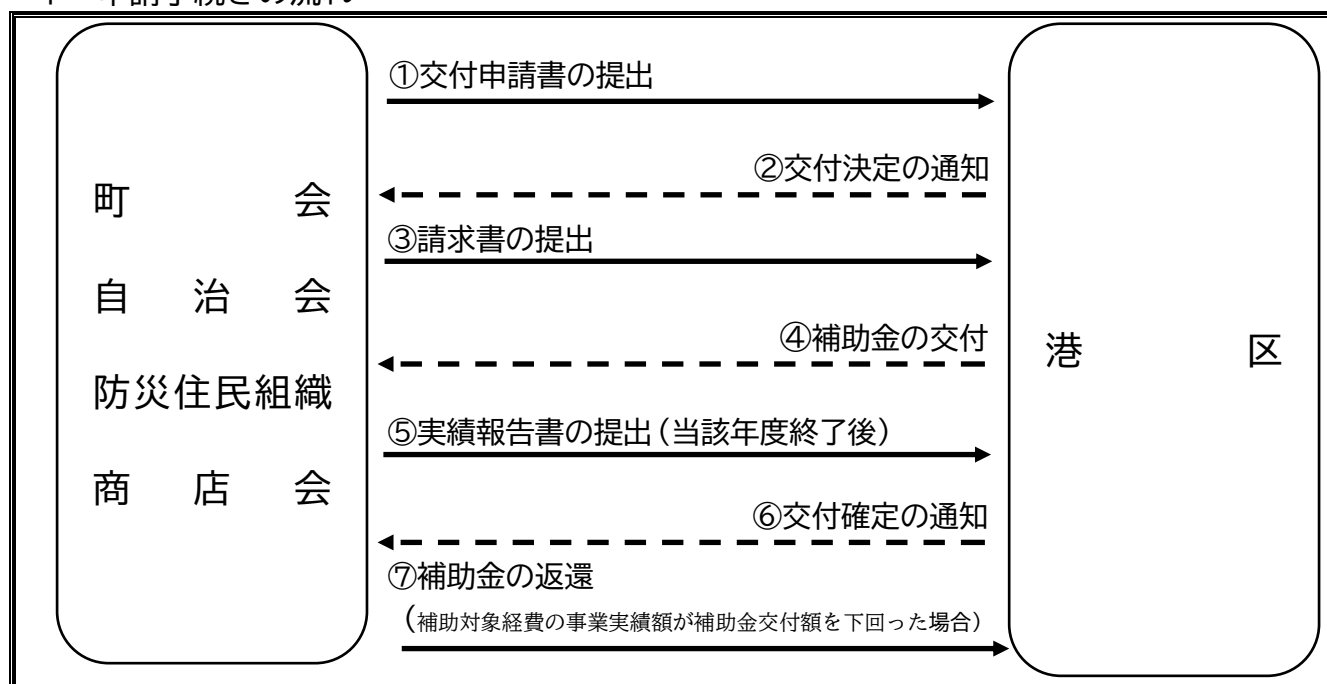 ①交付申請書の提出
②交付決定の通知
町会
③請求書の提出
自治会
④補助金の交付
港区
防災住民組織
⑤実績報告書の提出(当該年度終了後)
商店会
⑥交付確定の通知
⑦補助金の返還
(補助対象経費の事業実績額が補助金交付額を下回った場合)